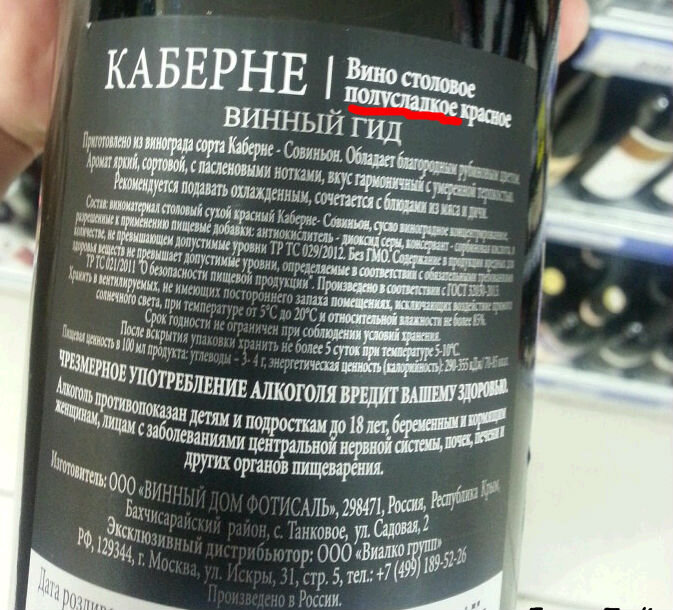 КАБЕРНЕ
Вино столовое
полусладкое красное
ВИННЫЙ ГИД
Приготовлено из винограда сорта Каберне - Совиньон. Обладает благородным рубиновым цветом.
Аромат яркий, сортовой, с пасленовыми нотками, вкус гармоничный с умеренной терпкостью.
Рекомендуется подавать охлажденным, сочетается с блюдами из мяса и дичи.
Состав: виноматериал столовый сухой красный Каберне- Совиньон, сусло виноградное концентрированное,
разрешенные к применению пищевые добавки: антиокислитель - диоксид серы, консервант - сорбиновая кислота, в
количестве, не превышающем допустимые уровни ТР ТС 029/2012. Без ГМО. Содержание в продукции вредных для
здоровья веществ не превышает допустимые уровни, определяемые в соответствии с обязательными требованиями
ТР ТС 021/2011 "О безопасности пищевой продукции". Произведено в соответствии с ГОСТ 32030-2013
Хранить в вентилируемых, не имеющих постороннего запаха помещениях, исключающих воздействие прямого
солнечного света, при температуре от 5°С до 20°С и относительной влажности не более 85%.
Срок годности не ограничен при соблюдении условий хранения.
После вскрытия упаковки хранить не более 5 суток при температуре 5-10°С.
Пищевая ценность в 100 мл продукта: углеводы – 3- 4 г, энергетическая ценность (калорийность): 290-355 кДж/ 70-85 ккал.
ЧРЕЗМЕРНОЕ УПОТРЕБЛЕНИЕ АЛКОГОЛЯ ВРЕДИТ ВАШЕМУ ЗДОРОВЬЮ.
Алкоголь противопоказан детям и подросткам до 18 лет, беременным и кормящим
женщинам, лицам с заболеваниями центральной нервной системы, почек, печени и
других органов пищеварения.
Изготовитель: ООО «ВИННЫЙ ДОМ ФОТИСАЛЬ», 298471, Россия, Республика Крым,
Бахчисарайский район, с. Танковое, ул. Садовая, 2
Эксклюзивный дистрибьютор: ООО «Виалко групп»
РФ, 129344, г. Москва, ул. Искры, 31, стр. 5, тел.: +7 (499) 189-52-26
Произведено в России.
Дата розлива